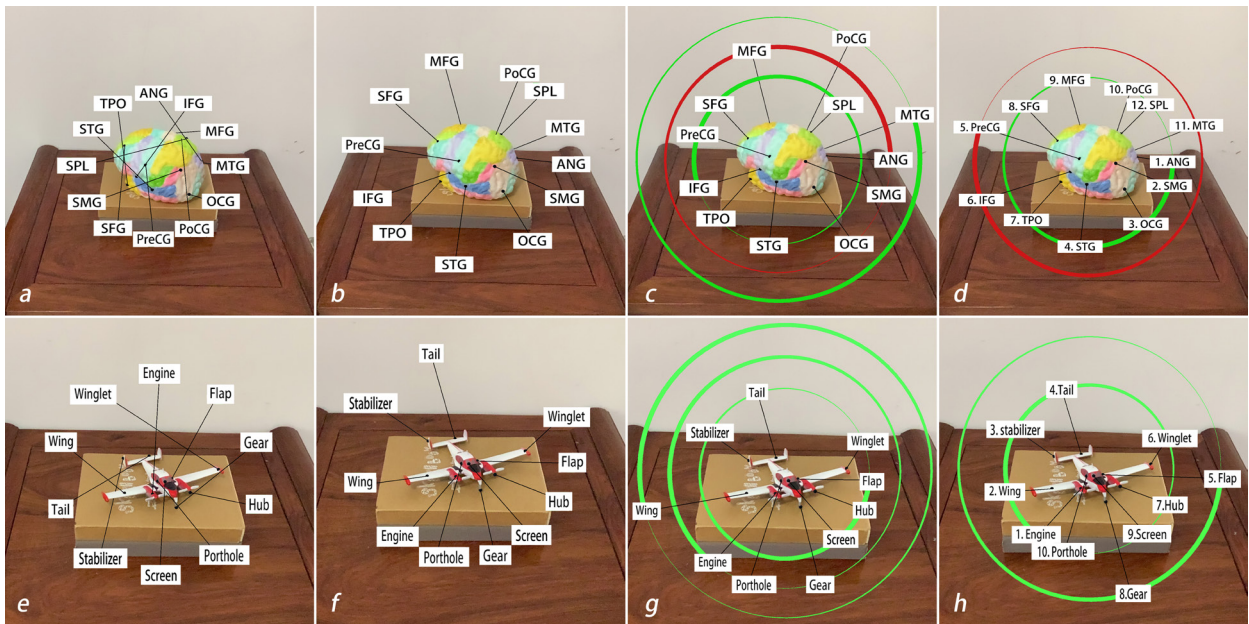 ANG
TPO
IFG
STG
MFG
SPL
MTG
SMG
OCG
SFG
PreCG
PoCG
a
MFG
PoCG
SFG
SPL
MTG
PreCG
ANG
IFG
SMG
TPO
OCG
STG
b
PoCG
MFG
SFG
SPL
MTG
PreCG
ANG
IFG
SMG
TPO
STG
OCG
c
9. MFG
10. PoCG
8. SFG
12. SPL
5. PreCG
11. MTG
1. ANG
2. SMG
6. IFG
7. TPO
3. OCG
4. STG
d
Engine
Winglet
Flap
Wing
Gear
Tail
Hub
Stabilizer
Porthole
Screen
e
Tail
Stabilizer
Winglet
Flap
Wing
Hub
Engine
Screen
Porthole
Gear
f
Tail
Stabilizer
Winglet
Flap
Wing
Hub
Screen
Engine
Porthole
Gear
g
4.Tail
3. stabilizer
6. Winglet
5. Flap
2. Wing
7.Hub
1. Engine
9.Screen
10. Porthole
8.Gear
h